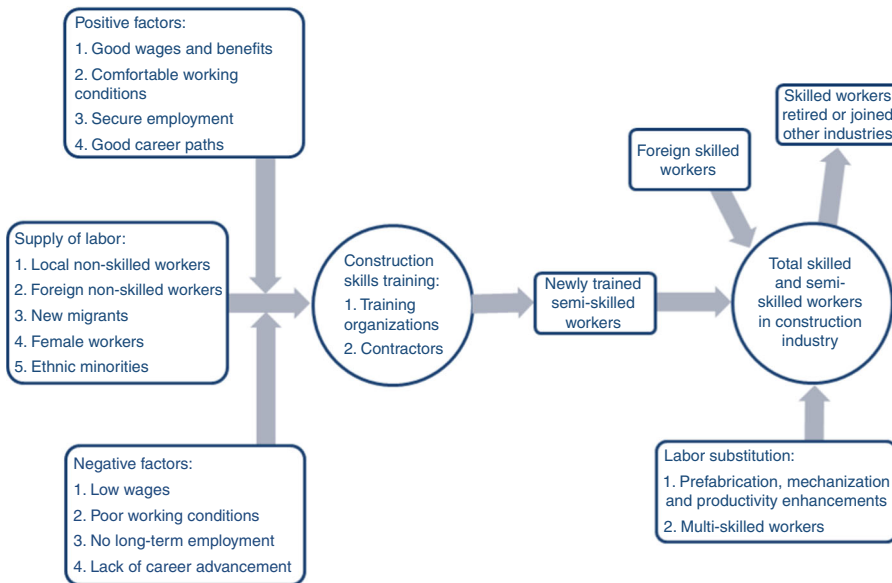 Positive factors:
1. Good wages and benefits
2. Comfortable working
conditions
3. Secure employment
4. Good career paths
Supply of labor:
1. Local non-skilled workers
2. Foreign non-skilled workers
3. New migrants
4. Female workers
5. Ethnic minorities
Negative factors:
1. Low wages
2. Poor working conditions
3. No long-term employment
4. Lack of career advancement
Construction
skills training:
1. Training
organizations
2. Contractors
Newly trained
semi-skilled
workers
Foreign skilled
workers
Skilled workers
retired or joined
other industries
Total skilled
and semi-
skilled workers
in construction
industry
Labor substitution:
1. Prefabrication, mechanization
and productivity enhancements
2. Multi-skilled workers